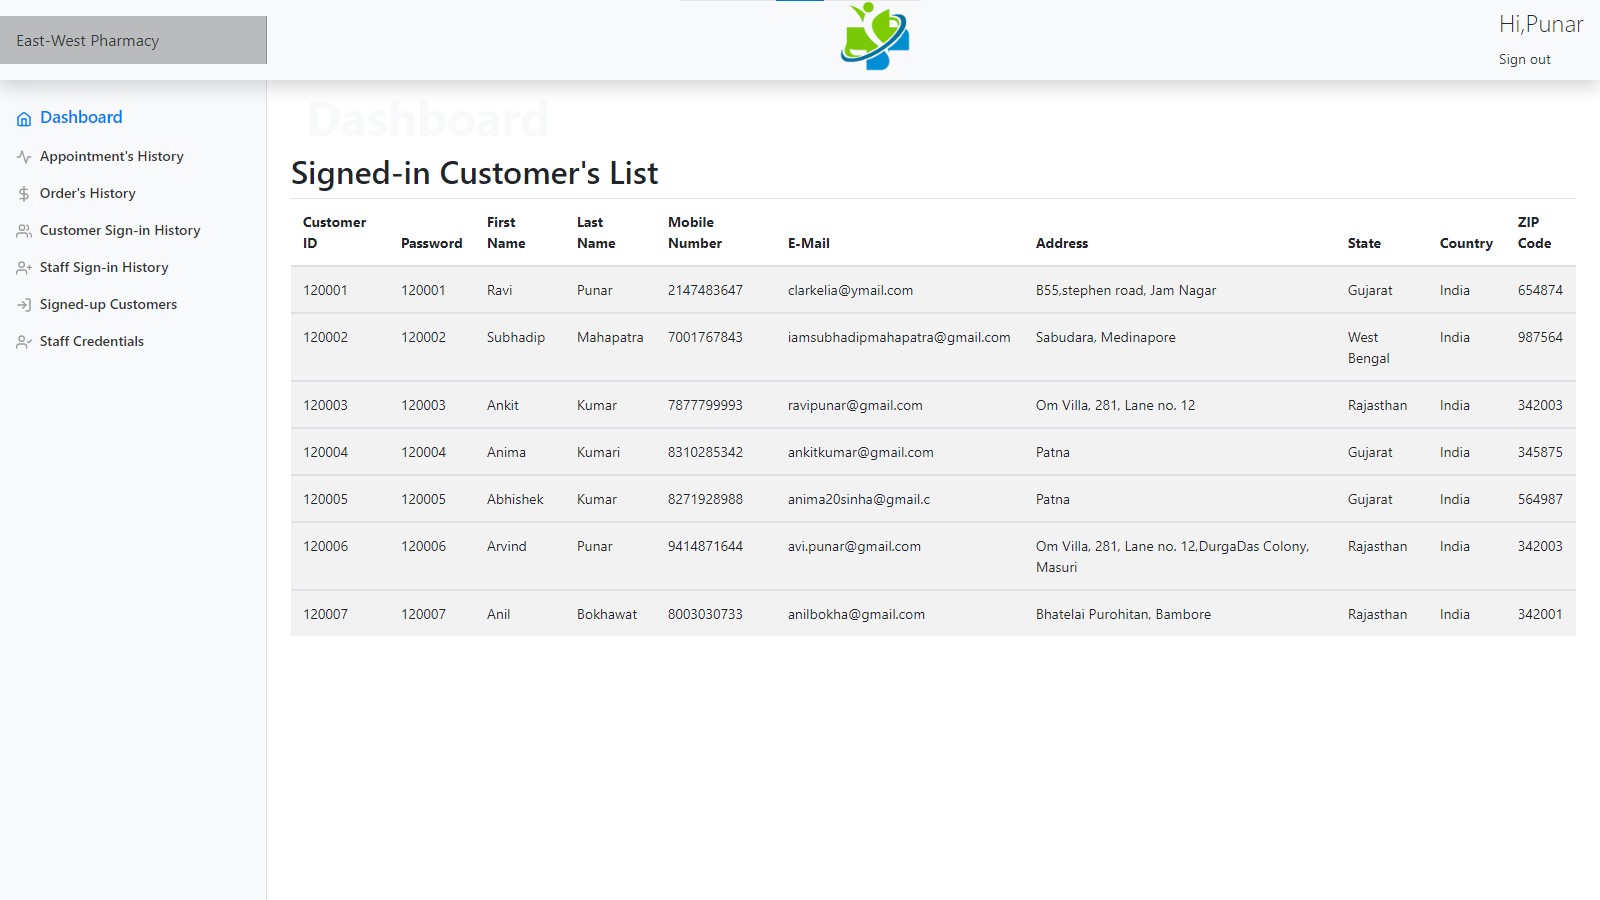 East-West Pharmacy
Hi,Punar
Sign out
Dashboard
Appointment's History
Order's History
Customer Sign-in History
Staff Sign-in History
Signed-up Customers
Staff Credentials
Dashboard
Signed-in Customer's List
Customer ID Password First Name Last Name Mobile Number E-Mail Address State Country ZIP Code
120001 120001 Ravi Punar 2147483647 clarkelia@ymail.com B55,stephen road, Jam Nagar Gujarat India 654874
120002 120002 Subhadip Mahapatra 7001767843 iamsubhadipmahapatra@gmail.com Sabudara, Medinapore West Bengal India 987564
120003 120003 Ankit Kumar 7877799993 ravipunar@gmail.com Om Villa, 281, Lane no. 12 Rajasthan India 342003
120004 120004 Anima Kumari 8310285342 ankitkumar@gmail.com Patna Gujarat India 345875
120005 120005 Abhishek Kumar 8271928988 anima20sinha@gmail.c Patna Gujarat India 564987
120006 120006 Arvind Punar 9414871644 avi.punar@gmail.com Om Villa, 281, Lane no. 12,DurgaDas Colony, Masuri Rajasthan India 342003
120007 120007 Anil Bokhawat 8003030733 anilbokha@gmail.com Bhatelai Purohitan, Bambore Rajasthan India 342001